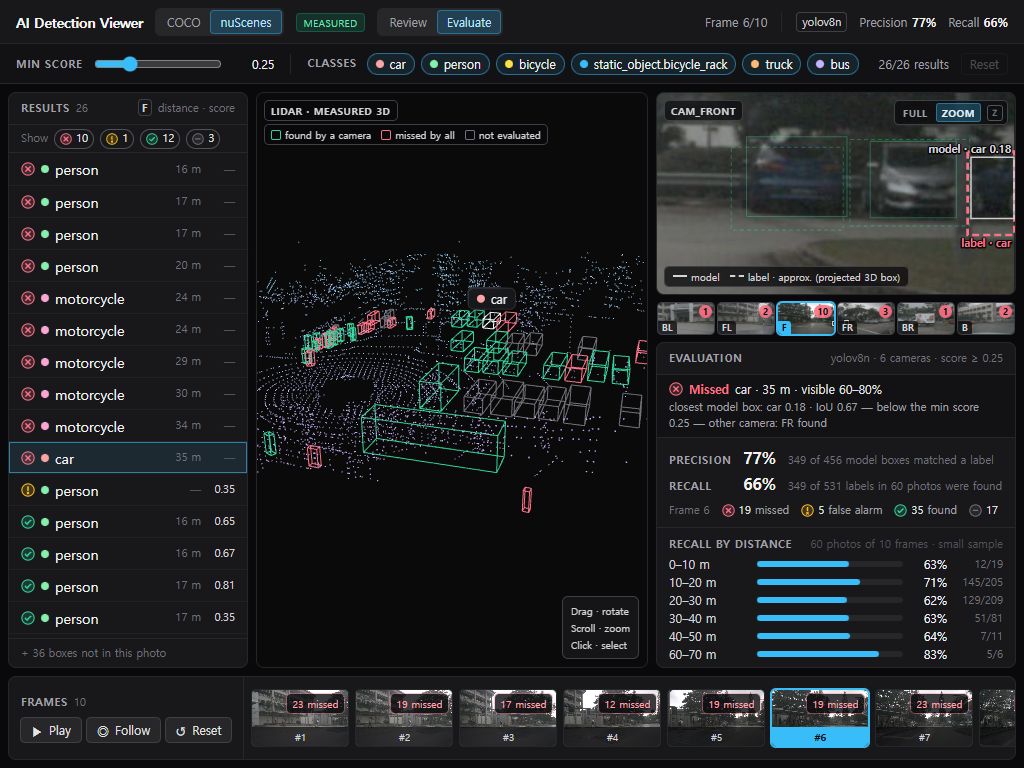 AI Detection Viewer COCO nuScenes MEASURED Review Evaluate Frame 6/10 yolov8n Precision 77% Recall 66%
MIN SCORE 0.25 CLASSES car person bicycle static_object.bicycle_rack truck bus 26/26 results Reset
RESULTS 26 F distance · score
Show 10 1 12 3
person 16 m —
person 17 m —
person 17 m —
person 20 m —
motorcycle 24 m —
motorcycle 24 m —
motorcycle 29 m —
motorcycle 30 m —
motorcycle 34 m —
car 35 m —
person — 0.35
person 16 m 0.65
person 16 m 0.67
person 17 m 0.81
person 17 m 0.35
+ 36 boxes not in this photo
LIDAR · MEASURED 3D
found by a camera missed by all not evaluated
car
Drag · rotate
Scroll · zoom
Click · select
CAM_FRONT FULL ZOOM Z
model · car 0.18
label · car
model label · approx. (projected 3D box)
1 2 10 3 1 2
BL FL F FR BR B
EVALUATION yolov8n · 6 cameras · score ≥ 0.25
Missed car · 35 m · visible 60–80%
closest model box: car 0.18 · IoU 0.67 — below the min score
0.25 — other camera: FR found
PRECISION 77% 349 of 456 model boxes matched a label
RECALL 66% 349 of 531 labels in 60 photos were found
Frame 6 19 missed 5 false alarm 35 found 17
RECALL BY DISTANCE 60 photos of 10 frames · small sample
0–10 m 63% 12/19
10–20 m 71% 145/205
20–30 m 62% 129/209
30–40 m 63% 51/81
40–50 m 64% 7/11
60–70 m 83% 5/6
FRAMES 10
Play Follow Reset
23 missed 19 missed 17 missed 12 missed 19 missed 19 missed 23 missed
#1 #2 #3 #4 #5 #6 #7